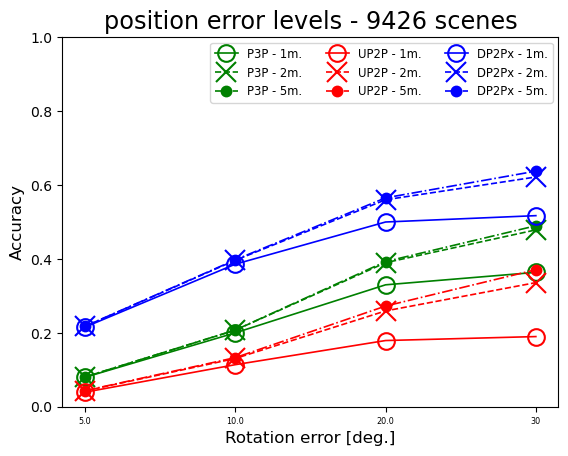 position error levels - 9426 scenes
P3P - 1m.
P3P - 2m.
P3P - 5m.
UP2P - 1m.
UP2P - 2m.
UP2P - 5m.
DP2Px - 1m.
DP2Px - 2m.
DP2Px - 5m.
1.0
0.8
0.6
0.4
0.2
0.0
Accuracy
5.0 10.0 20.0 30
Rotation error [deg.]